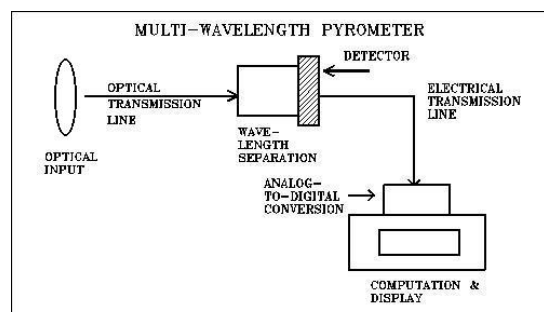 MULTI-WAVELENGTH PYROMETER
DETECTOR
OPTICAL
TRANSMISSION
LINE
ELECTRICAL
TRANSMISSION
LINE
WAVE-
LENGTH
SEPARATION
OPTICAL
INPUT
ANALOG-
TO-DIGITAL
CONVERSION
COMPUTATION &
DISPLAY